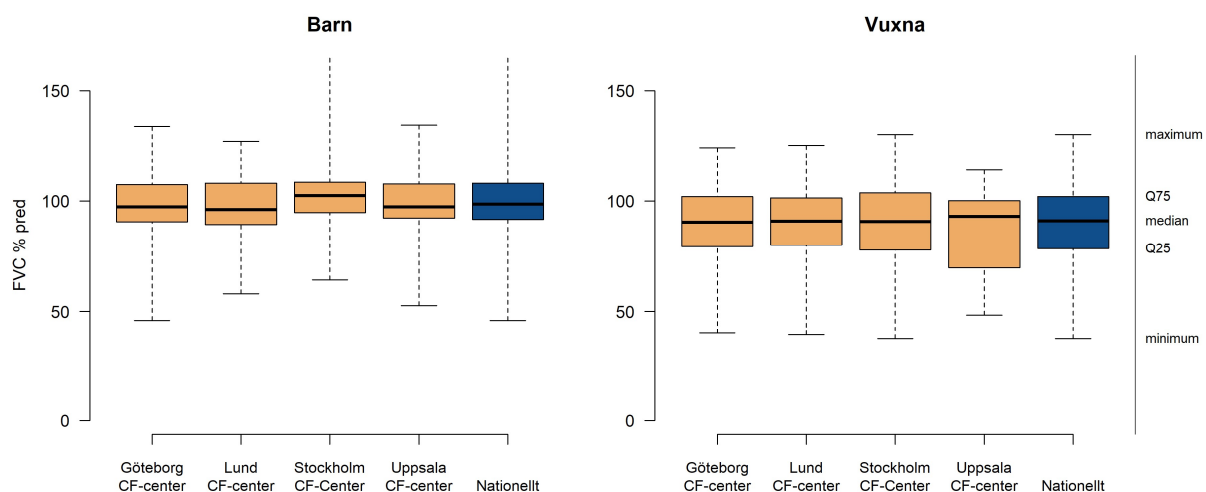 Barn
Vuxna
FVC % pred
150
100
50
0
Göteborg
CF-center
Lund
CF-center
Stockholm
CF-Center
Uppsala
CF-center
Nationellt
150
100
50
0
Göteborg
CF-center
Lund
CF-center
Stockholm
CF-Center
Uppsala
CF-center
Nationellt
maximum
Q75
median
Q25
minimum